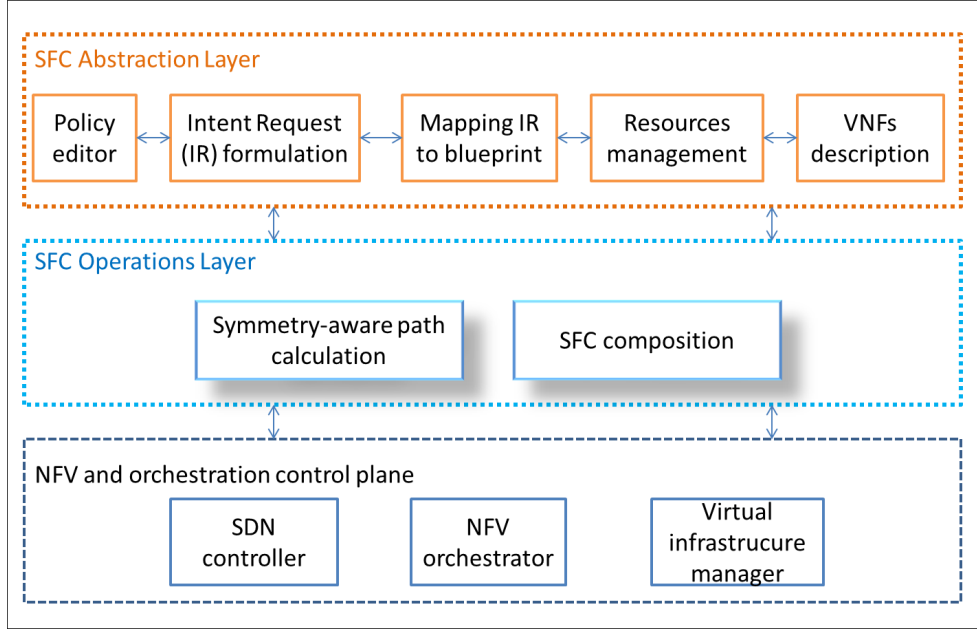 SFC Abstraction Layer
Policy
editor
Intent Request
(IR) formulation
Mapping IR
to blueprint
Resources
management
VNFs
description
SFC Operations Layer
Symmetry-aware path
calculation
SFC composition
NFV and orchestration control plane
SDN
controller
NFV
orchestrator
Virtual
infrastrucure
manager